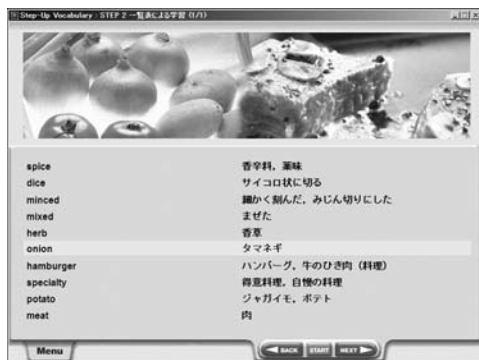 Step-Up Vocabulary : STEP 2 一覧表による学習 (1/1)
spice 香辛料，薬味
dice サイコロ状に切る
minced 細かく刻んだ，みじん切りにした
mixed まぜた
herb 香草
onion タマネギ
hamburger ハンバーグ，牛のひき肉（料理）
specialty 得意料理，自慢の料理
potato ジャガイモ，ポテト
meat 肉
Menu BACK START NEXT